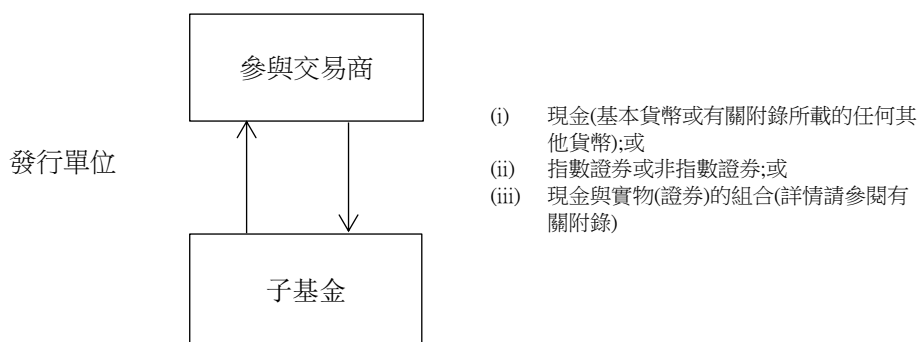 參與交易商
發行單位
(i) 現金(基本貨幣或有關附錄所載的任何其
他貨幣);或
(ii) 指數證券或非指數證券;或
(iii) 現金與實物(證券)的組合(詳情請參閱有
關附錄)
子基金